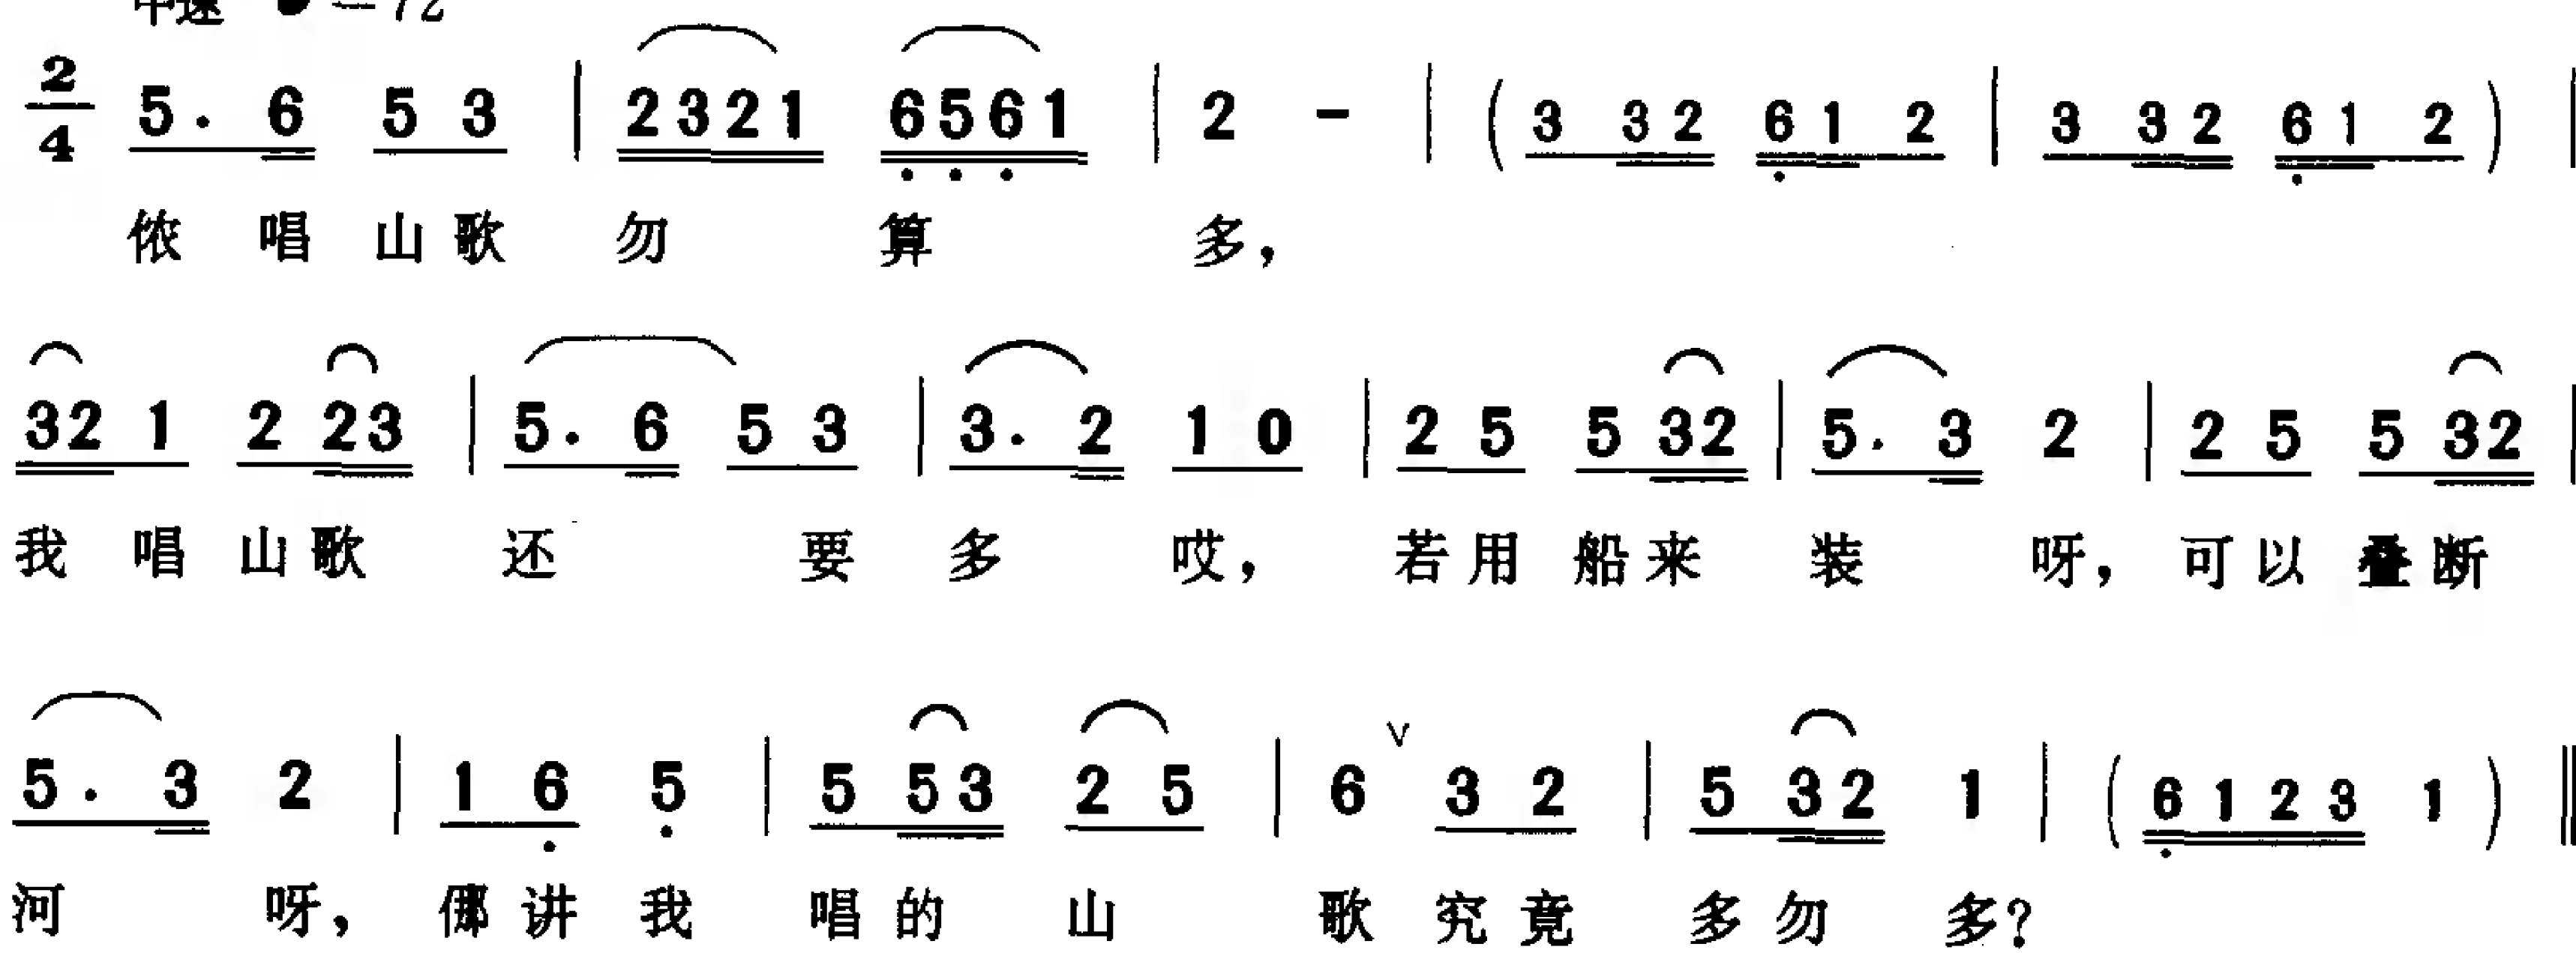 中速 ♩=72
2/4 5. 6 5 3 | 2321 6561 | 2 - | (3 32 61 2 | 3 32 61 2) |
侬 唱 山 歌 勿 算 多,
32 1 2 23 | 5. 6 5 3 | 3. 2 1 0 | 2 5 5 32 | 5. 3 2 | 2 5 5 32 |
我 唱 山 歌 还 要 多 哎, 若 用 船 来 装 呀, 可 以 叠 断
5. 3 2 | 1 6 5 | 5 53 2 5 | 6 V 3 2 | 5 32 1 | (6123 1) ‖
河 呀, 倻 讲 我 唱 的 山 歌 究 竟 多 勿 多?